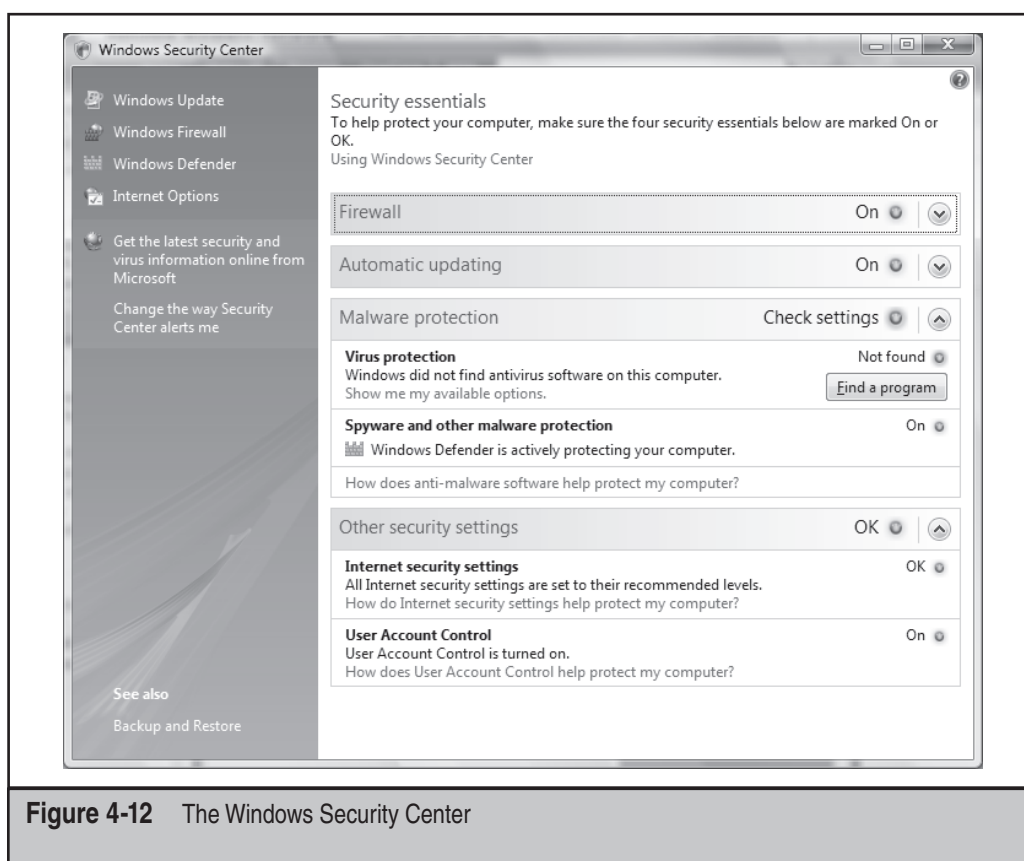 Windows Security Center
Windows Update
Windows Firewall
Windows Defender
Internet Options
Get the latest security and
virus information online from
Microsoft
Change the way Security
Center alerts me
See also
Backup and Restore
Security essentials
To help protect your computer, make sure the four security essentials below are marked On or
OK.
Using Windows Security Center
Firewall On
Automatic updating On
Malware protection Check settings
Virus protection Not found
Windows did not find antivirus software on this computer.
Show me my available options. Find a program
Spyware and other malware protection On
Windows Defender is actively protecting your computer.
How does anti-malware software help protect my computer?
Other security settings OK
Internet security settings OK
All Internet security settings are set to their recommended levels.
How do Internet security settings help protect my computer?
User Account Control On
User Account Control is turned on.
How does User Account Control help protect my computer?
Figure 4-12 The Windows Security Center